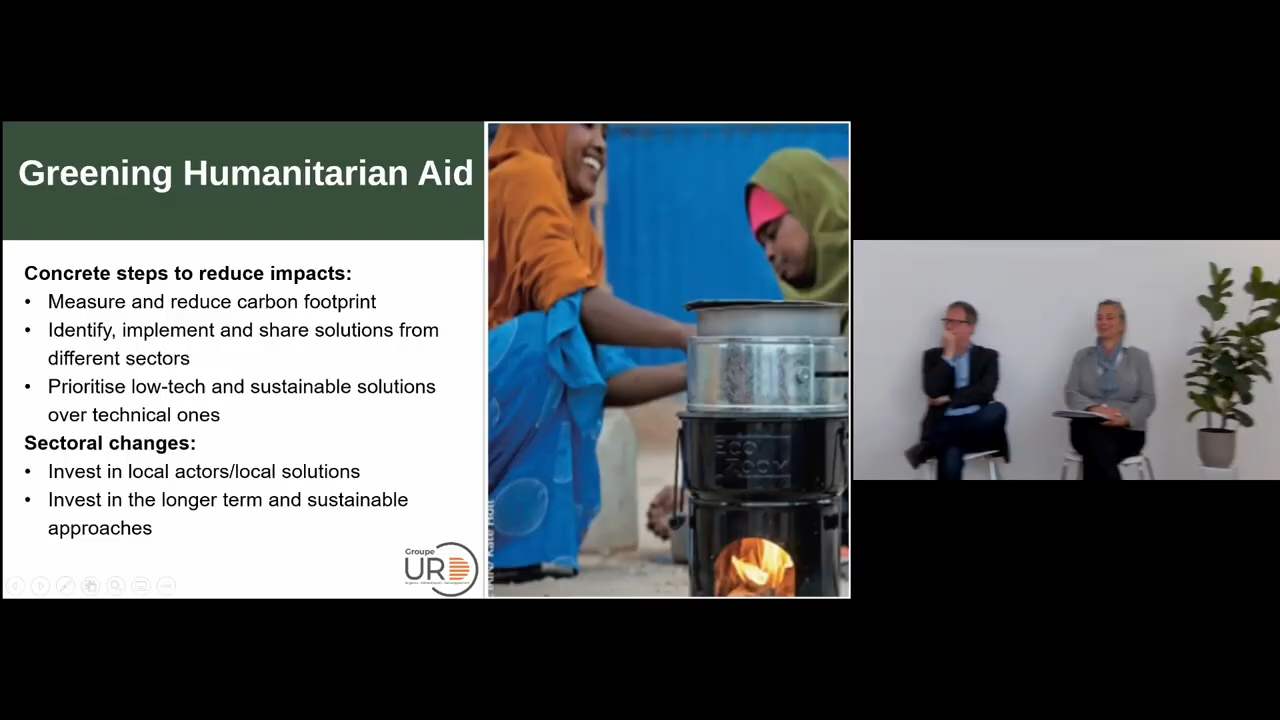 Greening Humanitarian Aid
Concrete steps to reduce impacts:
• Measure and reduce carbon footprint
• Identify, implement and share solutions from
different sectors
• Prioritise low-tech and sustainable solutions
over technical ones
Sectoral changes:
• Invest in local actors/local solutions
• Invest in the longer term and sustainable
approaches
Groupe
URD
ECO
ZOOM